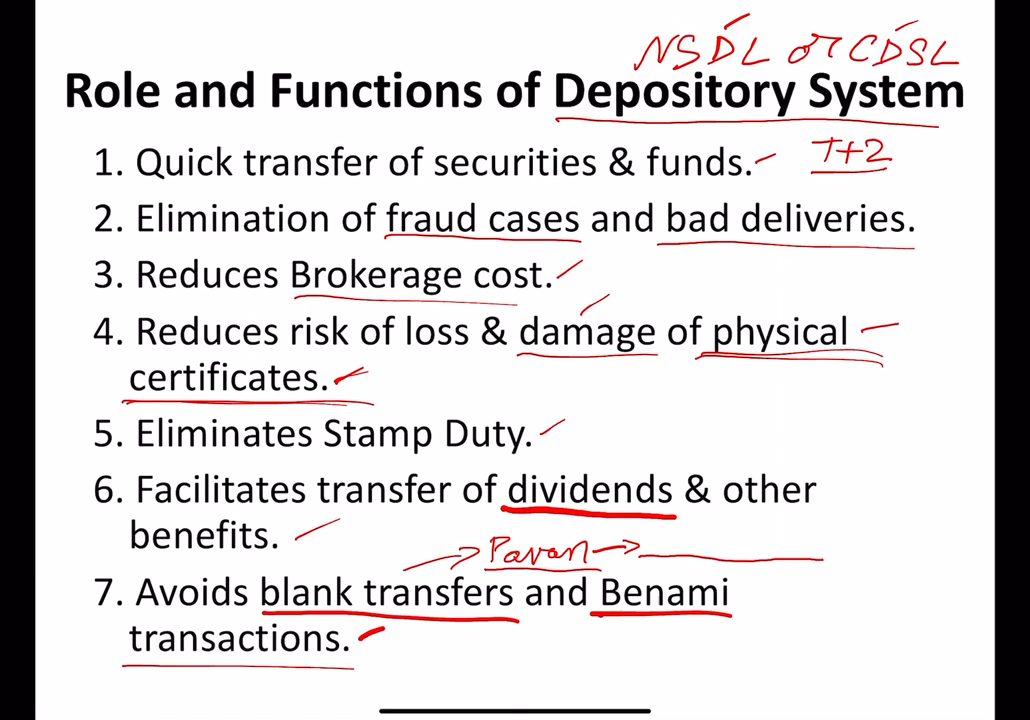 NSDL or CDSL
Role and Functions of Depository System
1. Quick transfer of securities & funds. T+2
2. Elimination of fraud cases and bad deliveries.
3. Reduces Brokerage cost.
4. Reduces risk of loss & damage of physical
certificates.
5. Eliminates Stamp Duty.
6. Facilitates transfer of dividends & other
benefits.
Pavan
7. Avoids blank transfers and Benami
transactions.